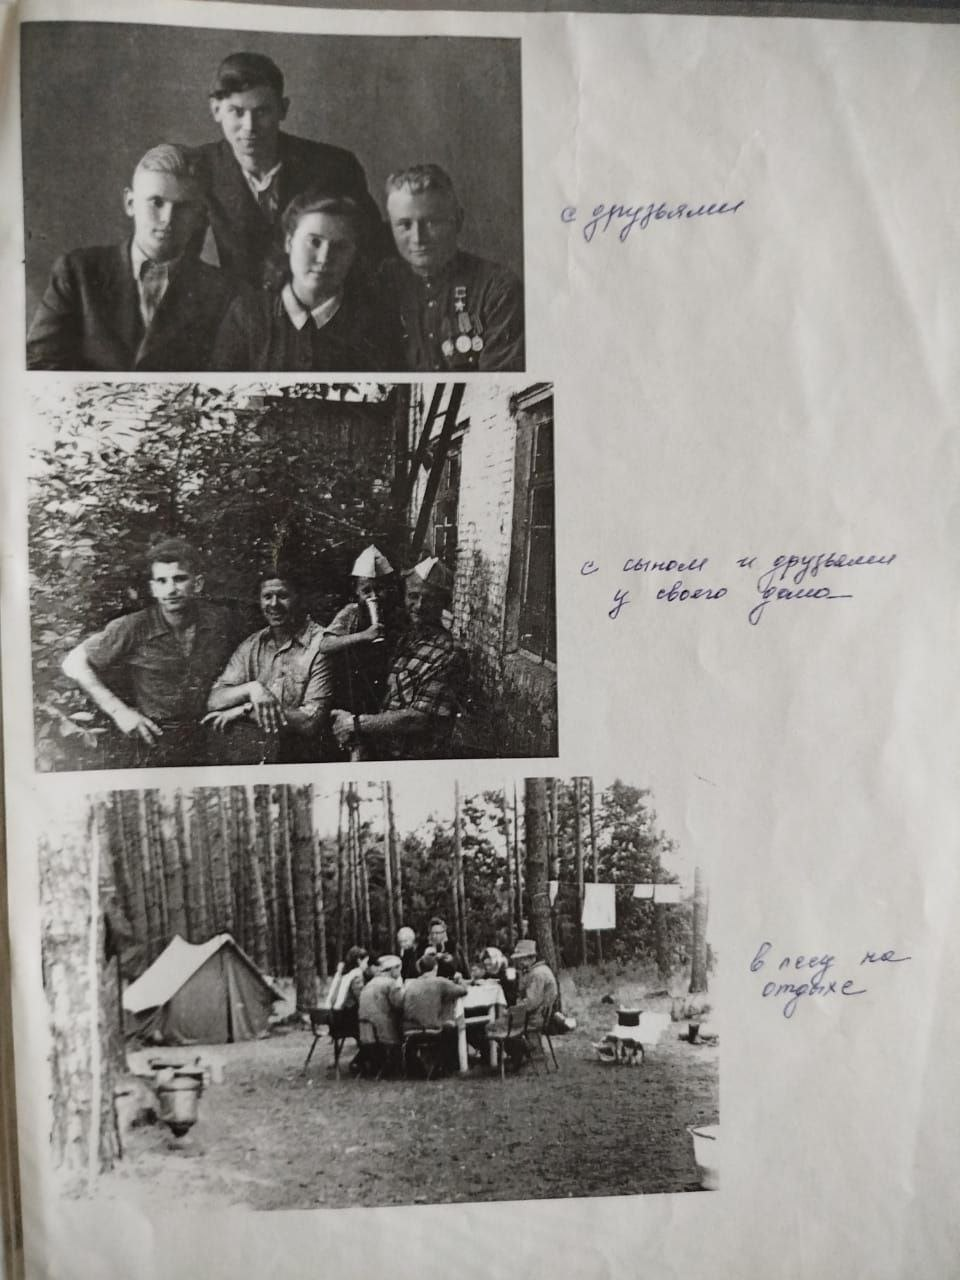 с друзьями
с сыном и друзьями
у своего дома
в лесу на
отдыхе